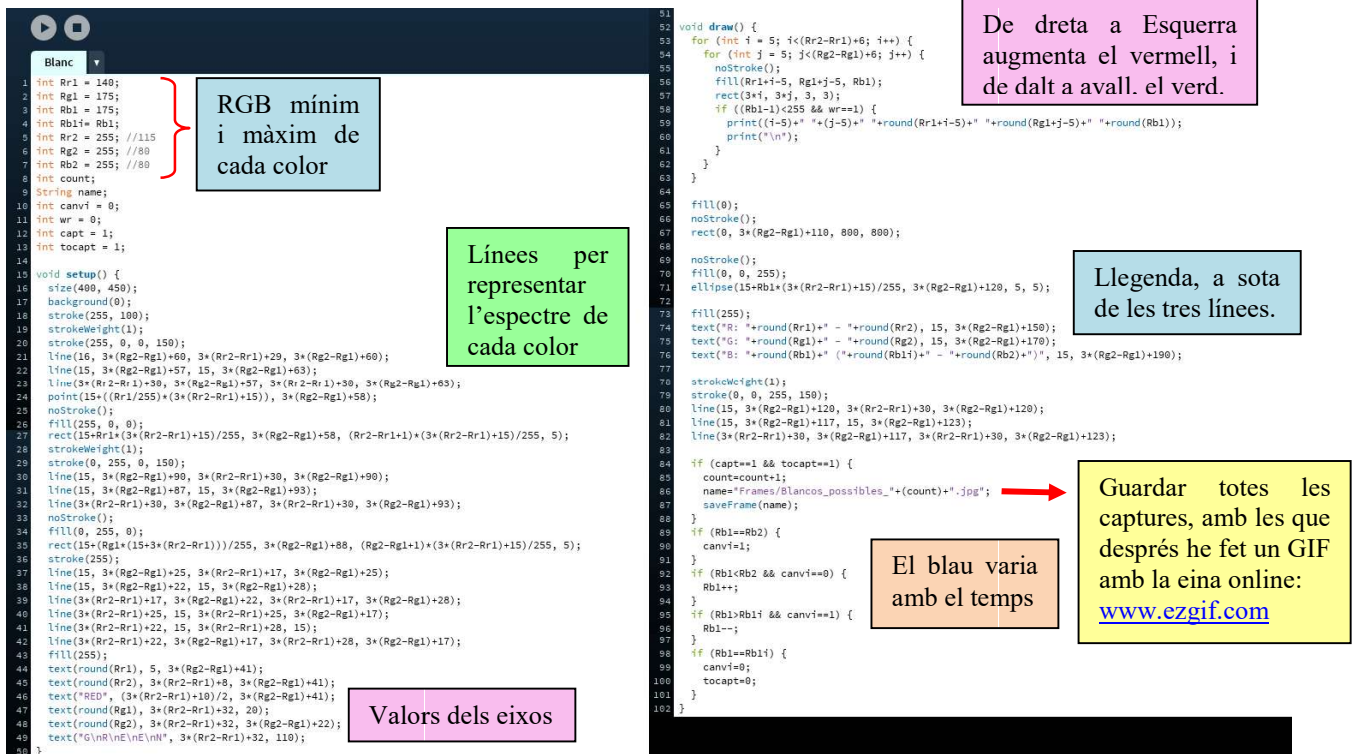 Blanc
1 int Rr1 = 140;
2 int Rg1 = 175;
3 int Rb1 = 175;
4 int Rb1i= Rb1;
5 int Rr2 = 255; //115
6 int Rg2 = 255; //80
7 int Rb2 = 255; //80
8 int count;
9 String name;
10 int canvi = 0;
11 int wr = 0;
12 int capt = 1;
13 int tocapt = 1;
14
15 void setup() {
16 size(400, 450);
17 background(0);
18 stroke(255, 100);
19 strokeWeight(1);
20 stroke(255, 0, 0, 150);
21 line(16, 3*(Rg2-Rg1)+60, 3*(Rr2-Rr1)+29, 3*(Rg2-Rg1)+60);
22 line(15, 3*(Rg2-Rg1)+57, 15, 3*(Rg2-Rg1)+63);
23 line(3*(Rr2-Rr1)+30, 3*(Rg2-Rg1)+57, 3*(Rr2-Rr1)+30, 3*(Rg2-Rg1)+63);
24 point(15+((Rr1/255)*(3*(Rr2-Rr1)+15)), 3*(Rg2-Rg1)+58);
25 noStroke();
26 fill(255, 0, 0);
27 rect(15+Rr1*(3*(Rr2-Rr1)+15)/255, 3*(Rg2-Rg1)+58, (Rr2-Rr1+1)*(3*(Rr2-Rr1)+15)/255, 5);
28 strokeWeight(1);
29 stroke(0, 255, 0, 150);
30 line(15, 3*(Rg2-Rg1)+90, 3*(Rr2-Rr1)+30, 3*(Rg2-Rg1)+90);
31 line(15, 3*(Rg2-Rg1)+87, 15, 3*(Rg2-Rg1)+93);
32 line(3*(Rr2-Rr1)+30, 3*(Rg2-Rg1)+87, 3*(Rr2-Rr1)+30, 3*(Rg2-Rg1)+93);
33 noStroke();
34 fill(0, 255, 0);
35 rect(15+(Rg1*(15+3*(Rr2-Rr1)))/255, 3*(Rg2-Rg1)+88, (Rg2-Rg1+1)*(3*(Rr2-Rr1)+15)/255, 5);
36 stroke(255);
37 line(15, 3*(Rg2-Rg1)+25, 3*(Rr2-Rr1)+17, 3*(Rg2-Rg1)+25);
38 line(15, 3*(Rg2-Rg1)+22, 15, 3*(Rg2-Rg1)+28);
39 line(3*(Rr2-Rr1)+17, 3*(Rg2-Rg1)+22, 3*(Rr2-Rr1)+17, 3*(Rg2-Rg1)+28);
40 line(3*(Rr2-Rr1)+25, 15, 3*(Rr2-Rr1)+25, 3*(Rg2-Rg1)+17);
41 line(3*(Rr2-Rr1)+22, 15, 3*(Rr2-Rr1)+28, 15);
42 line(3*(Rr2-Rr1)+22, 3*(Rg2-Rg1)+17, 3*(Rr2-Rr1)+28, 3*(Rg2-Rg1)+17);
43 fill(255);
44 text(round(Rr1), 5, 3*(Rg2-Rg1)+41);
45 text(round(Rr2), 3*(Rr2-Rr1)+8, 3*(Rg2-Rg1)+41);
46 text("RED", (3*(Rr2-Rr1)+10)/2, 3*(Rg2-Rg1)+41);
47 text(round(Rg1), 3*(Rr2-Rr1)+32, 20);
48 text(round(Rg2), 3*(Rr2-Rr1)+32, 3*(Rg2-Rg1)+22);
49 text("G\nR\nE\nE\nN", 3*(Rr2-Rr1)+32, 110);
50 }
RGB mínim
i màxim de
cada color
Línees per
representar
l'espectre de
cada color
Valors dels eixos
51
52 void draw() {
53 for (int i = 5; i<(Rr2-Rr1)+6; i++) {
54 for (int j = 5; j<(Rg2-Rg1)+6; j++) {
55 noStroke();
56 fill(Rr1+i-5, Rg1+j-5, Rb1);
57 rect(3*i, 3*j, 3, 3);
58 if ((Rb1-1)<255 && wr==1) {
59 print((i-5)+" "+(j-5)+" "+round(Rr1+i-5)+" "+round(Rg1+j-5)+" "+round(Rb1));
60 print("\n");
61 }
62 }
63 }
64
65 fill(0);
66 noStroke();
67 rect(0, 3*(Rg2-Rg1)+110, 800, 800);
68
69 noStroke();
70 fill(0, 0, 255);
71 ellipse(15+Rb1*(3*(Rr2-Rr1)+15)/255, 3*(Rg2-Rg1)+120, 5, 5);
72
73 fill(255);
74 text("R: "+round(Rr1)+" - "+round(Rr2), 15, 3*(Rg2-Rg1)+150);
75 text("G: "+round(Rg1)+" - "+round(Rg2), 15, 3*(Rg2-Rg1)+170);
76 text("B: "+round(Rb1)+" ("+round(Rb1i)+" - "+round(Rb2)+")", 15, 3*(Rg2-Rg1)+190);
77
78 strokeWeight(1);
79 stroke(0, 0, 255, 150);
80 line(15, 3*(Rg2-Rg1)+120, 3*(Rr2-Rr1)+30, 3*(Rg2-Rg1)+120);
81 line(15, 3*(Rg2-Rg1)+117, 15, 3*(Rg2-Rg1)+123);
82 line(3*(Rr2-Rr1)+30, 3*(Rg2-Rg1)+117, 3*(Rr2-Rr1)+30, 3*(Rg2-Rg1)+123);
83
84 if (capt==1 && tocapt==1) {
85 count=count+1;
86 name="Frames/Blancos_possibles_"+(count)+".jpg";
87 saveFrame(name);
88 }
89 if (Rb1==Rb2) {
90 canvi=1;
91 }
92 if (Rb1<Rb2 && canvi==0) {
93 Rb1++;
94 }
95 if (Rb1>Rb1i && canvi==1) {
96 Rb1--;
97 }
98 if (Rb1==Rb1i) {
99 canvi=0;
100 tocapt=0;
101 }
102 }
De dreta a Esquerra
augmenta el vermell, i
de dalt a avall, el verd.
Llegenda, a sota
de les tres línees.
El blau varia
amb el temps
Guardar totes les
captures, amb les que
després he fet un GIF
amb la eina online:
www.ezgif.com